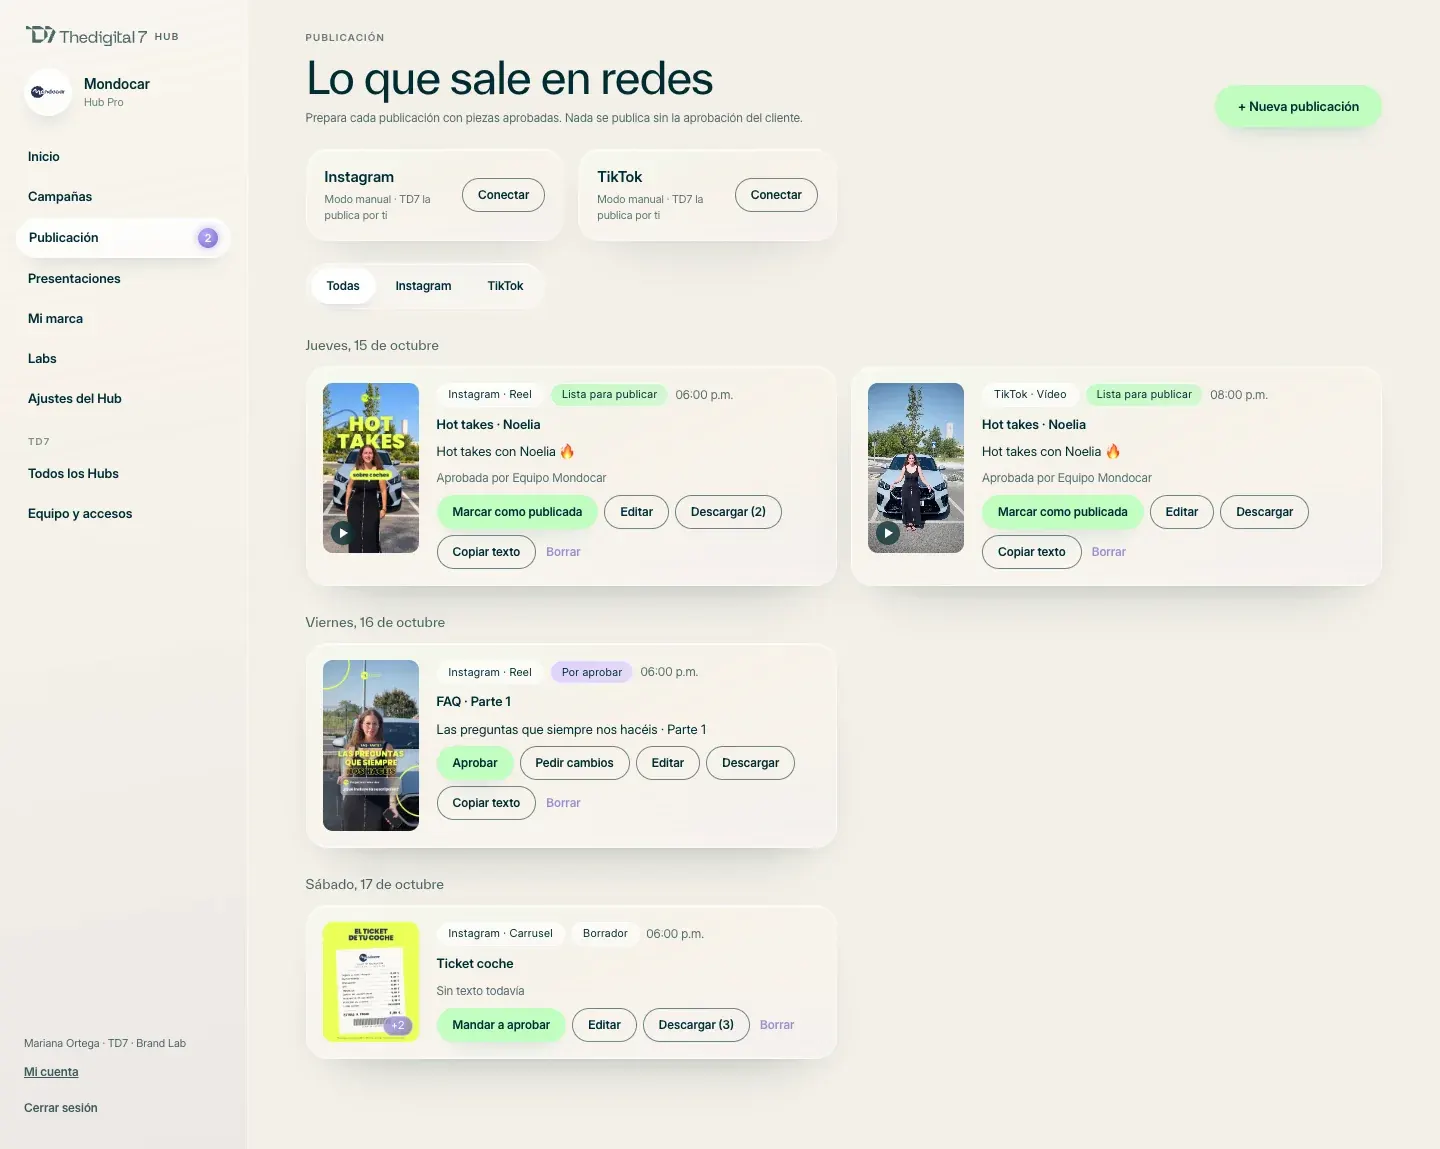 Thedigital7 HUB
Mondocar
Hub Pro
Inicio
Campañas
Publicación 2
Presentaciones
Mi marca
Labs
Ajustes del Hub
TD7
Todos los Hubs
Equipo y accesos
Mariana Ortega · TD7 · Brand Lab
Mi cuenta
Cerrar sesión
PUBLICACIÓN
Lo que sale en redes
Prepara cada publicación con piezas aprobadas. Nada se publica sin la aprobación del cliente.
+ Nueva publicación
Instagram
Modo manual · TD7 la
publica por ti
Conectar
TikTok
Modo manual · TD7 la
publica por ti
Conectar
Todas Instagram TikTok
Jueves, 15 de octubre
HOT
TAKES
sobre coches
Instagram · Reel Lista para publicar 06:00 p.m.
Hot takes · Noelia
Hot takes con Noelia 🔥
Aprobada por Equipo Mondocar
Marcar como publicada Editar Descargar (2)
Copiar texto Borrar
TikTok · Vídeo Lista para publicar 08:00 p.m.
Hot takes · Noelia
Hot takes con Noelia 🔥
Aprobada por Equipo Mondocar
Marcar como publicada Editar Descargar
Copiar texto Borrar
Viernes, 16 de octubre
FAQ · PARTE 1
LAS PREGUNTAS
QUE SIEMPRE
NOS HACÉIS
Instagram · Reel Por aprobar 06:00 p.m.
FAQ · Parte 1
Las preguntas que siempre nos hacéis · Parte 1
Aprobar Pedir cambios Editar Descargar
Copiar texto Borrar
Sábado, 17 de octubre
EL TICKET
DE TU COCHE
+2
Instagram · Carrusel Borrador 06:00 p.m.
Ticket coche
Sin texto todavía
Mandar a aprobar Editar Descargar (3) Borrar